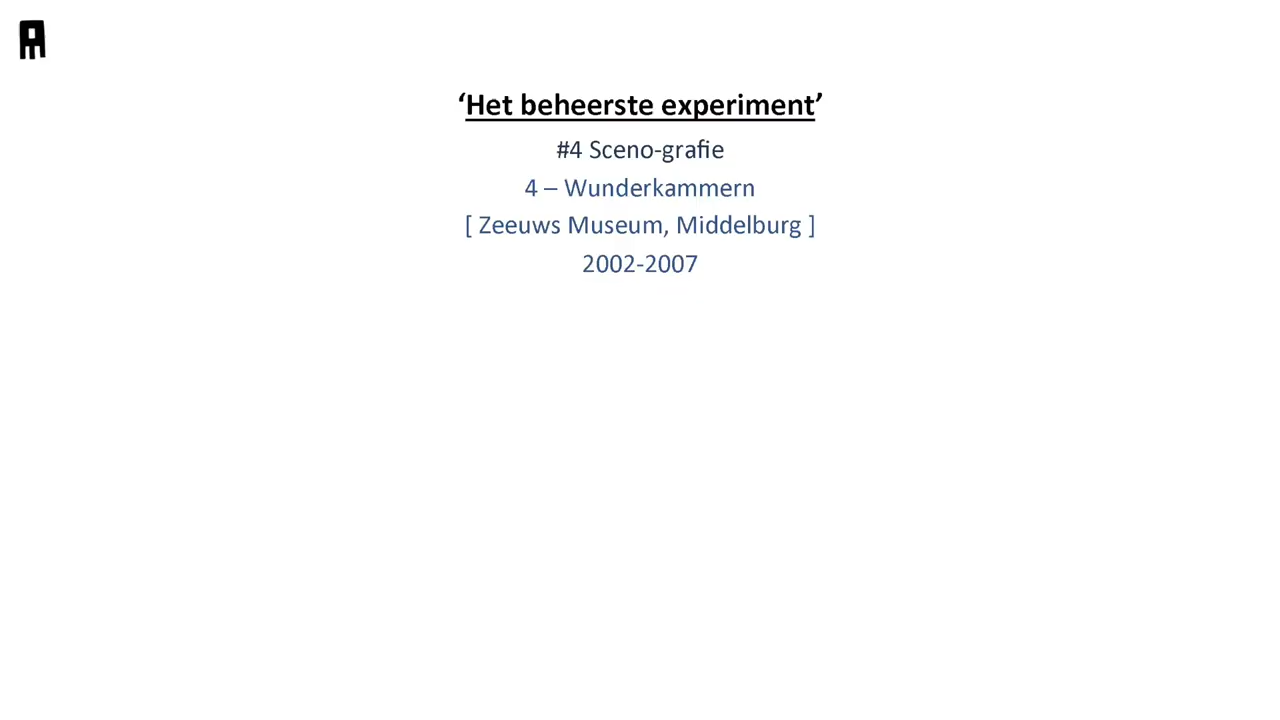 ‘Het beheerste experiment’
#4 Sceno-grafie
4 – Wunderkammern
[ Zeeuws Museum, Middelburg ]
2002-2007